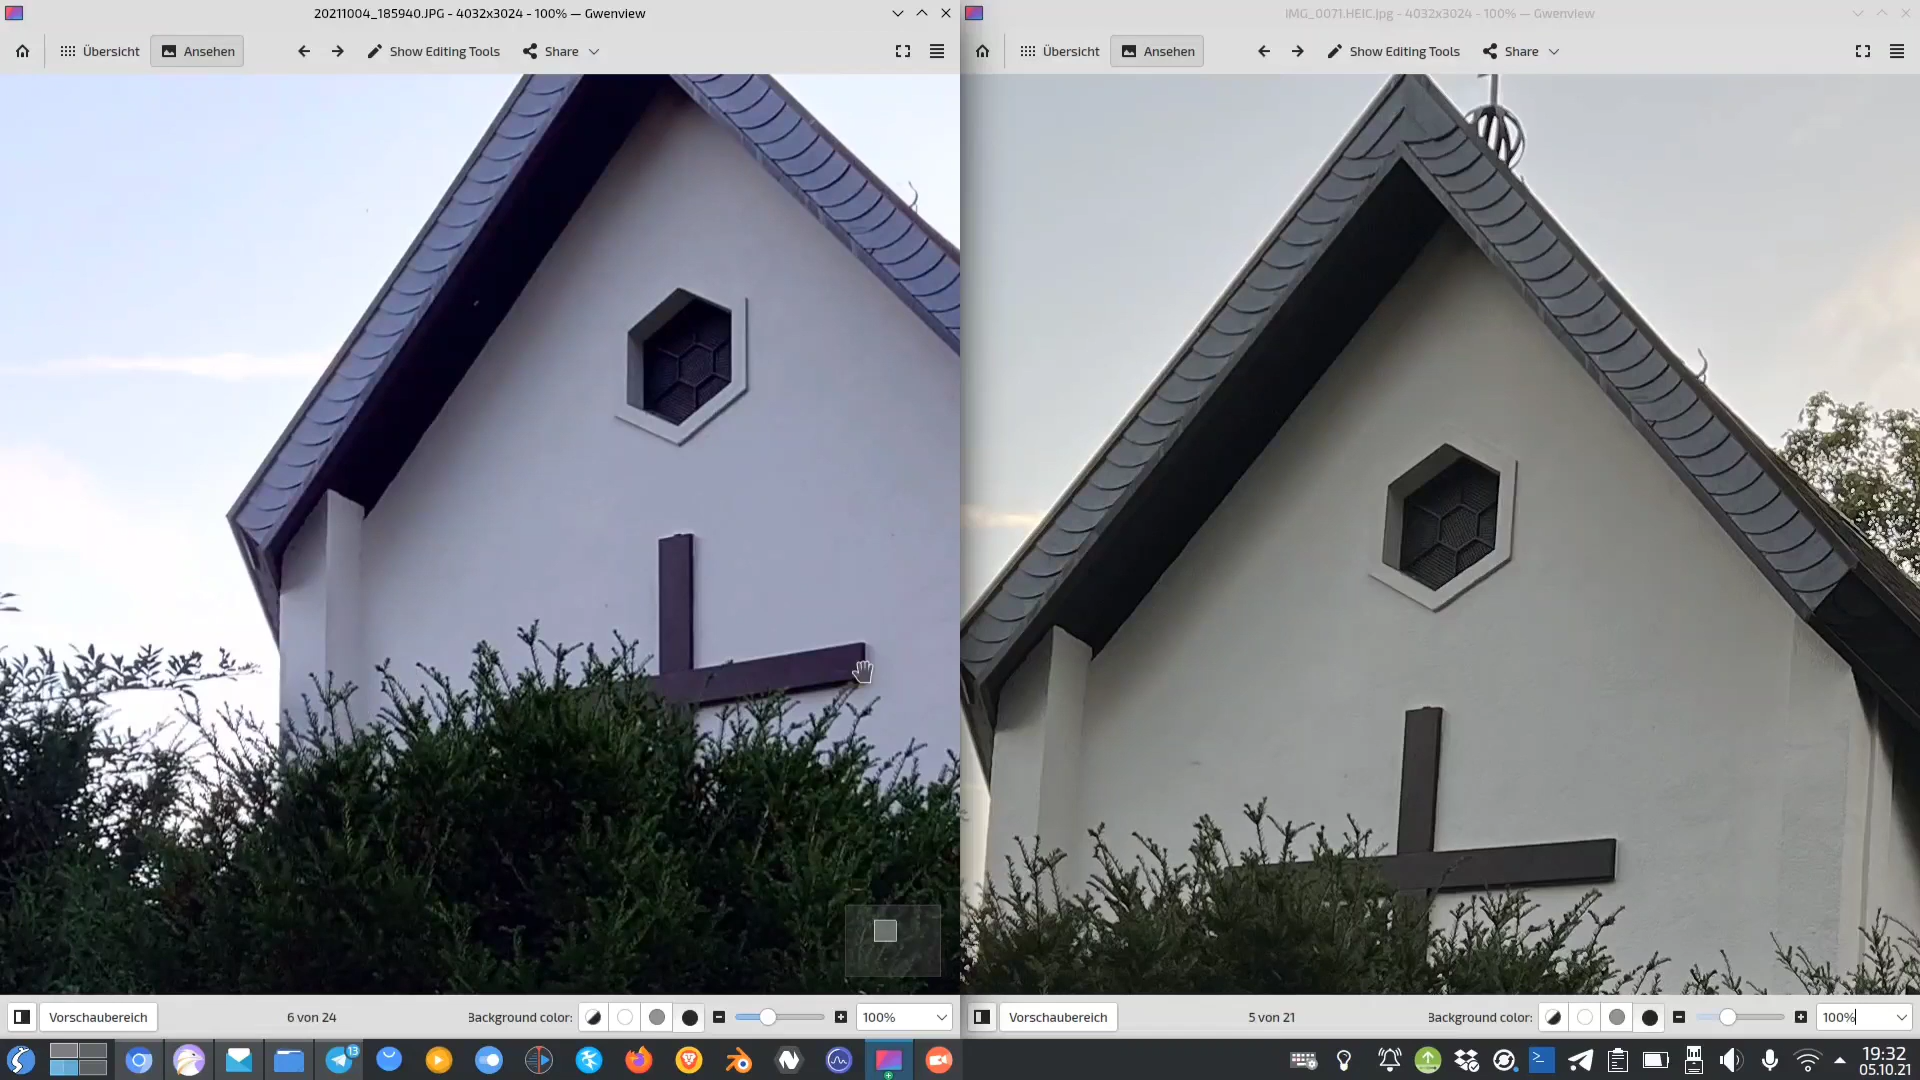 20211004_185940.JPG - 4032x3024 - 100% — Gwenview
Übersicht Ansehen Show Editing Tools Share
Vorschaubereich 6 von 24 Background color: 100%
IMG_0071.HEIC.jpg - 4032x3024 - 100% — Gwenview
Übersicht Ansehen Show Editing Tools Share
Vorschaubereich 5 von 21 Background color: 100%
13
19:32
05.10.21